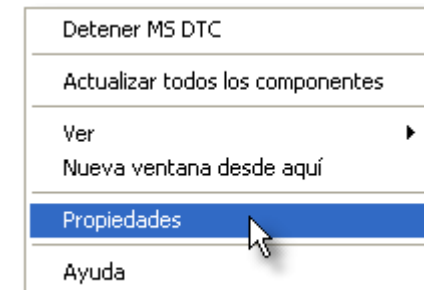 Detener MS DTC
Actualizar todos los componentes
Ver
Nueva ventana desde aquí
Propiedades
Ayuda